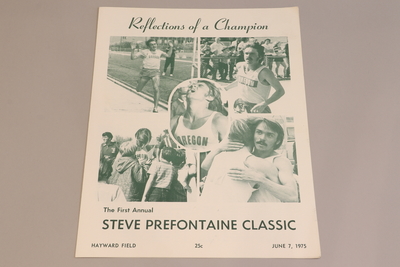 Reflections of a Champion
OREGON
The First Annual
STEVE PREFONTAINE CLASSIC
HAYWARD FIELD 25c JUNE 7, 1975